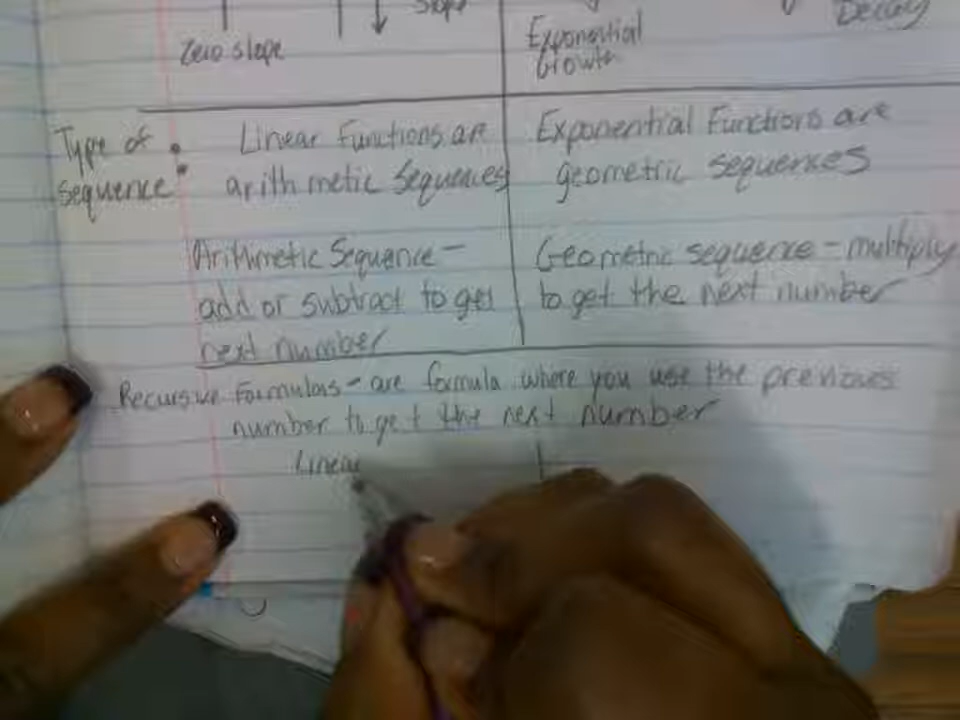 Slope
Decay
Zero slope
Exponential
Growth
Type of :
sequence
Linear Functions are
arithmetic Sequences
Exponential Functions are
geometric sequences
Arithmetic Sequence -
add or subtract to get
next number
Geometric sequence - multiply
to get the next number
Recursive Formulas - are formula where you use the previous
number to get the next number
Linear